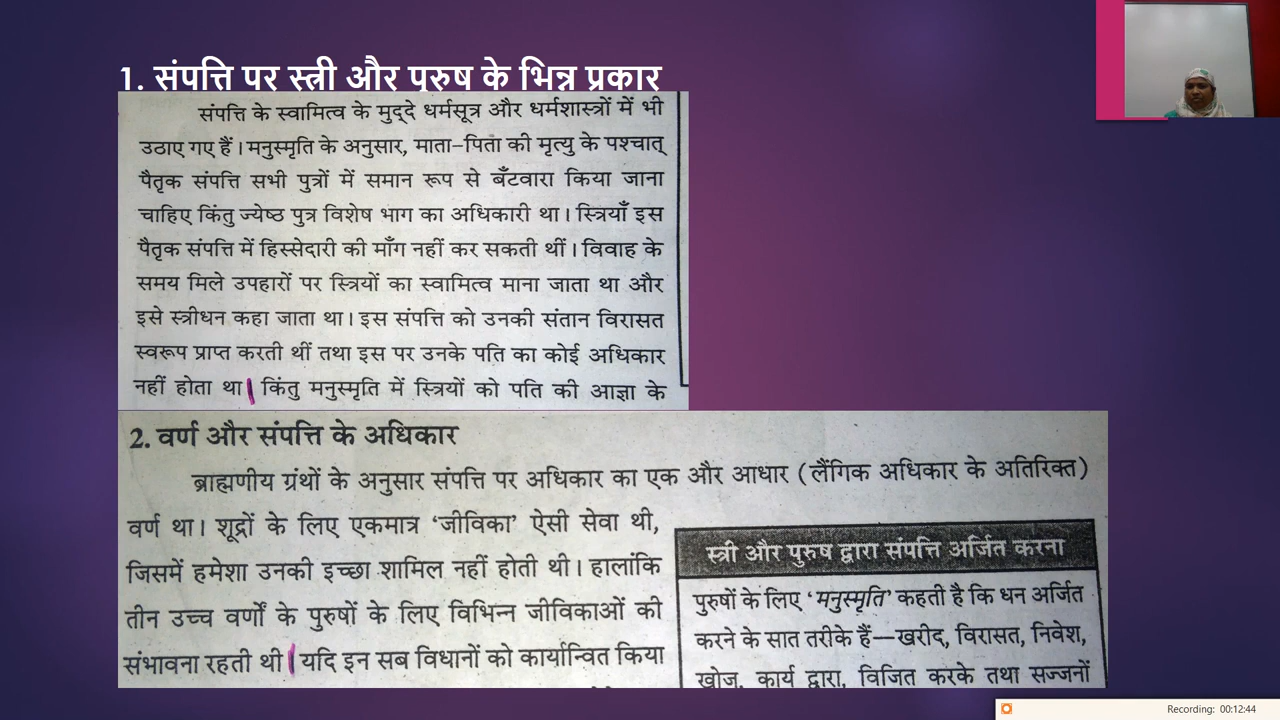 1. संपत्ति पर स्त्री और पुरुष के भिन्न प्रकार
संपत्ति के स्वामित्व के मुद्दे धर्मसूत्र और धर्मशास्त्रों में भी
उठाए गए हैं। मनुस्मृति के अनुसार, माता-पिता की मृत्यु के पश्चात्
पैतृक संपत्ति सभी पुत्रों में समान रूप से बँटवारा किया जाना
चाहिए किंतु ज्येष्ठ पुत्र विशेष भाग का अधिकारी था। स्त्रियाँ इस
पैतृक संपत्ति में हिस्सेदारी की माँग नहीं कर सकती थीं। विवाह के
समय मिले उपहारों पर स्त्रियों का स्वामित्व माना जाता था और
इसे स्त्रीधन कहा जाता था। इस संपत्ति को उनकी संतान विरासत
स्वरूप प्राप्त करती थीं तथा इस पर उनके पति का कोई अधिकार
नहीं होता था। किंतु मनुस्मृति में स्त्रियों को पति की आज्ञा के
2. वर्ण और संपत्ति के अधिकार
ब्राह्मणीय ग्रंथों के अनुसार संपत्ति पर अधिकार का एक और आधार (लैंगिक अधिकार के अतिरिक्त)
वर्ण था। शूद्रों के लिए एकमात्र ‘जीविका’ ऐसी सेवा थी,
जिसमें हमेशा उनकी इच्छा शामिल नहीं होती थी। हालांकि
तीन उच्च वर्णों के पुरुषों के लिए विभिन्न जीविकाओं की
संभावना रहती थी। यदि इन सब विधानों को कार्यान्वित किया
स्त्री और पुरुष द्वारा संपत्ति अर्जित करना
पुरुषों के लिए ‘मनुस्मृति’ कहती है कि धन अर्जित
करने के सात तरीके हैं—खरीद, विरासत, निवेश,
खोज, कार्य द्वारा, विजित करके तथा सज्जनों
Recording: 00:12:44